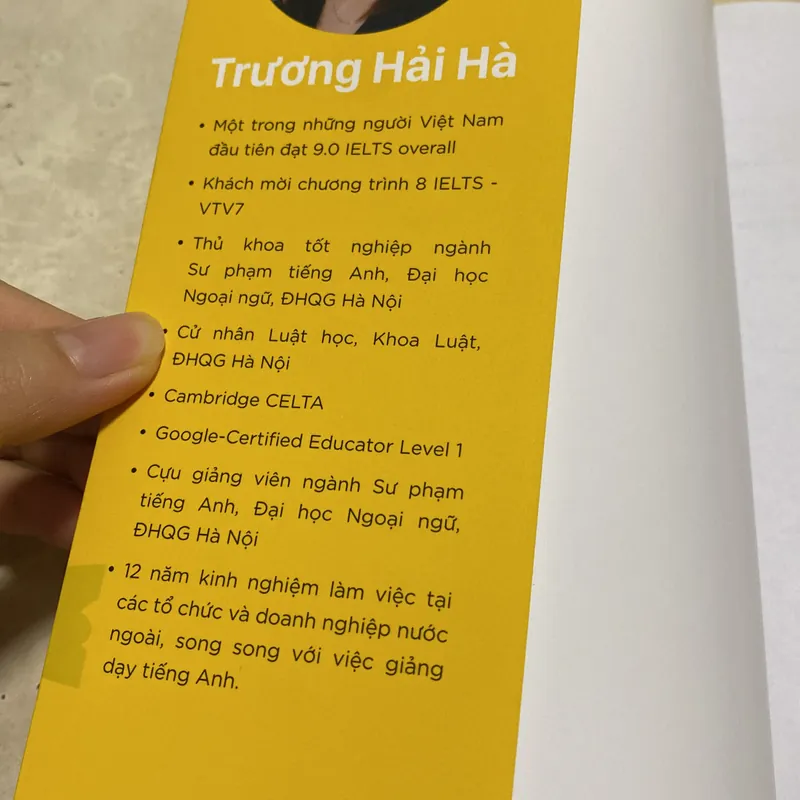 Trương Hải Hà
• Một trong những người Việt Nam
đầu tiên đạt 9.0 IELTS overall
• Khách mời chương trình 8 IELTS -
VTV7
• Thủ khoa tốt nghiệp ngành
Sư phạm tiếng Anh, Đại học
Ngoại ngữ, ĐHQG Hà Nội
• Cử nhân Luật học, Khoa Luật,
ĐHQG Hà Nội
• Cambridge CELTA
• Google-Certified Educator Level 1
• Cựu giảng viên ngành Sư phạm
tiếng Anh, Đại học Ngoại ngữ,
ĐHQG Hà Nội
• 12 năm kinh nghiệm làm việc tại
các tổ chức và doanh nghiệp nước
ngoài, song song với việc giảng
dạy tiếng Anh.